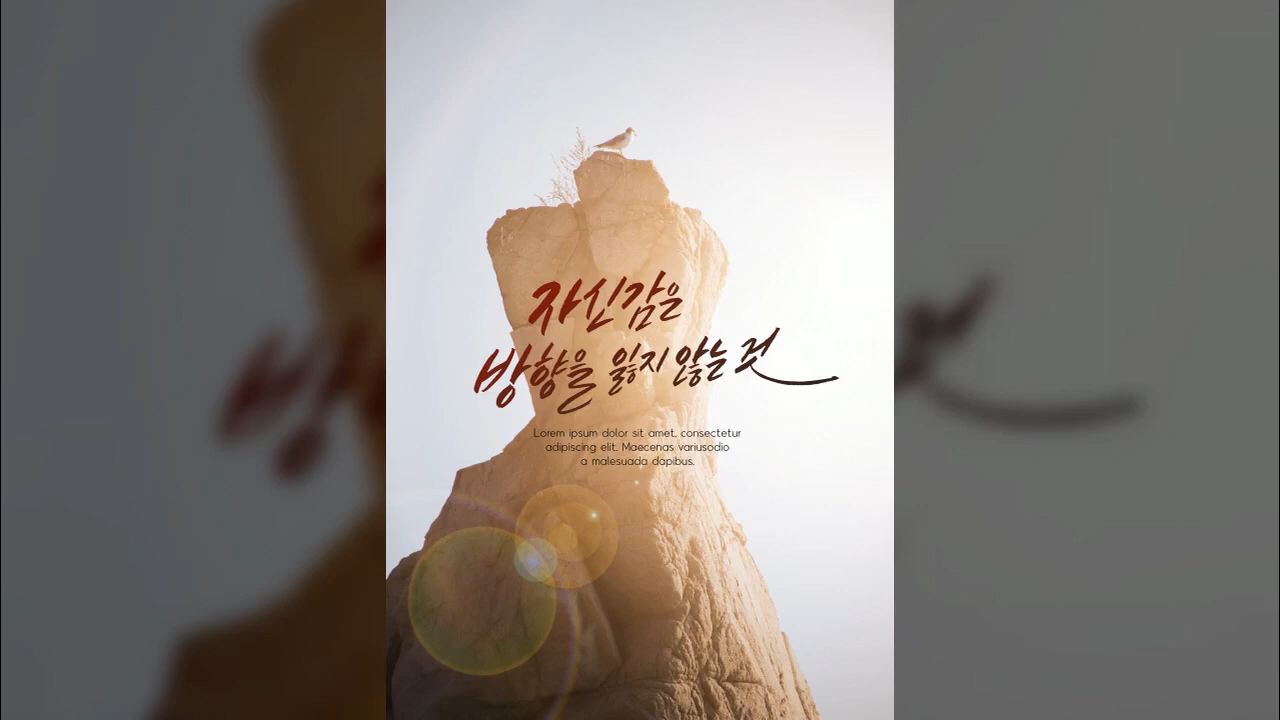 자신감은
방향을 잃지 않는 것
Lorem ipsum dolor sit amet, consectetur
adipiscing elit. Maecenas variusodio
a malesuada dapibus.